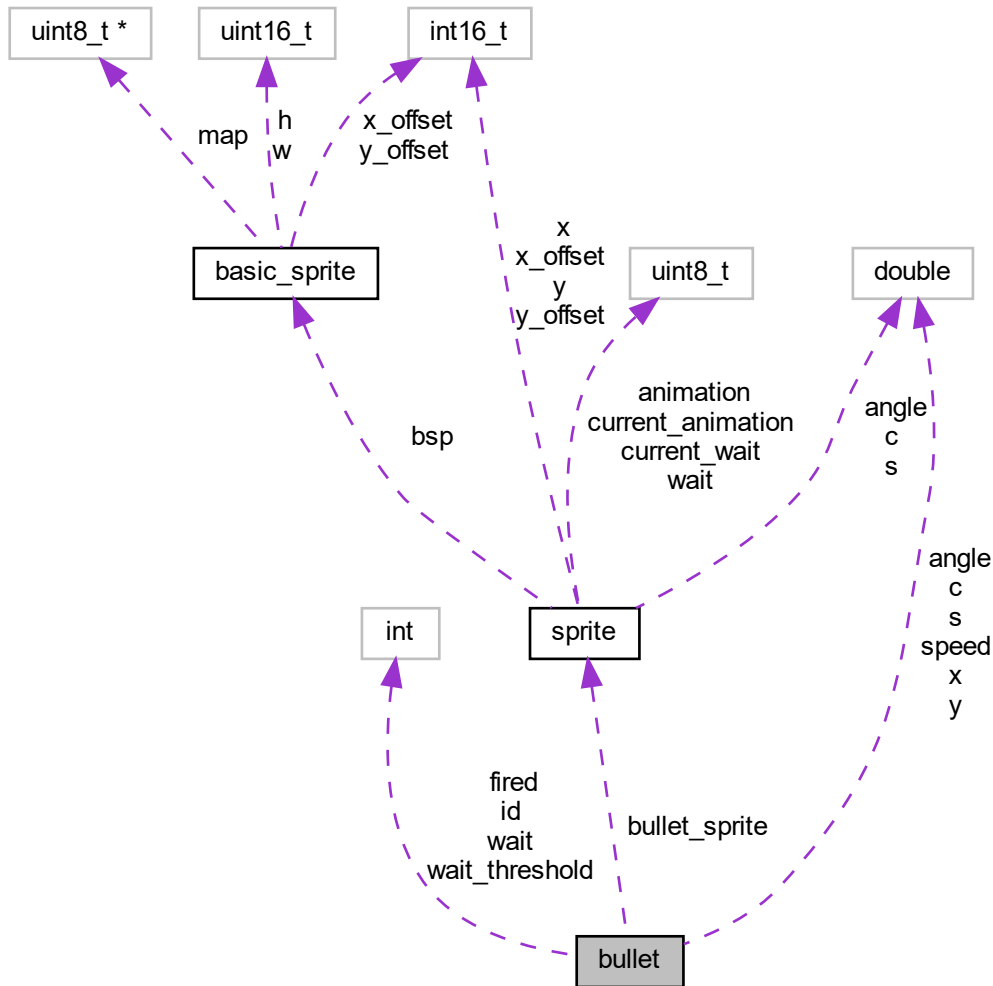 uint8_t *
uint16_t
int16_t
map
h
w
x_offset
y_offset
basic_sprite
x
x_offset
y
y_offset
uint8_t
double
bsp
animation
current_animation
current_wait
wait
angle
c
s
int
sprite
angle
c
s
speed
x
y
fired
id
wait
wait_threshold
bullet_sprite
bullet